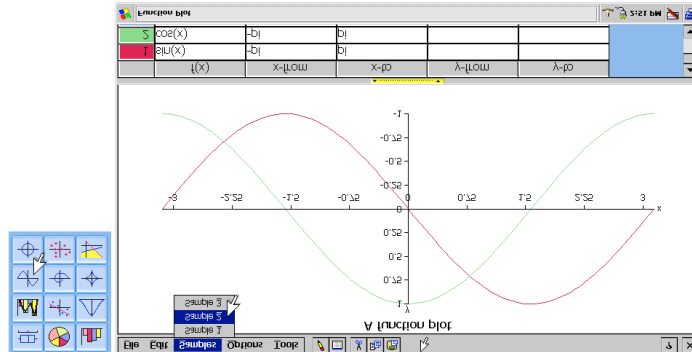 File Edit Samples Options Tools ?
Sample 1
Sample 2
Sample 3
A function plot
y
1
0.75
0.5
0.25
0
-3 -2.25 -1.5 -0.75 0 0.75 1.5 2.25 3 x
-0.25
-0.5
-0.75
-1
f(x) x-from x-to y-from y-to
1 sin(x) -pi pi
2 cos(x) -pi pi
Function Plot 2:51 PM